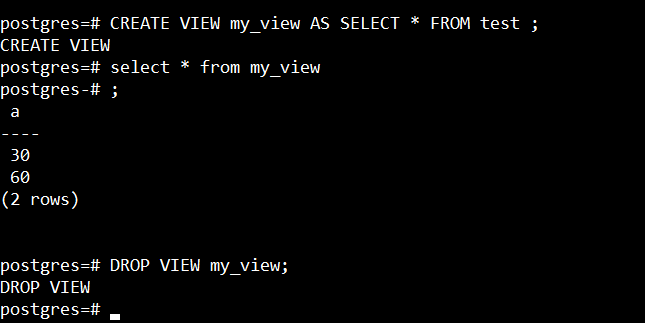 postgres=# CREATE VIEW my_view AS SELECT * FROM test ;
CREATE VIEW
postgres=# select * from my_view
postgres-# ;
 a
----
 30
 60
(2 rows)

postgres=# DROP VIEW my_view;
DROP VIEW
postgres=#